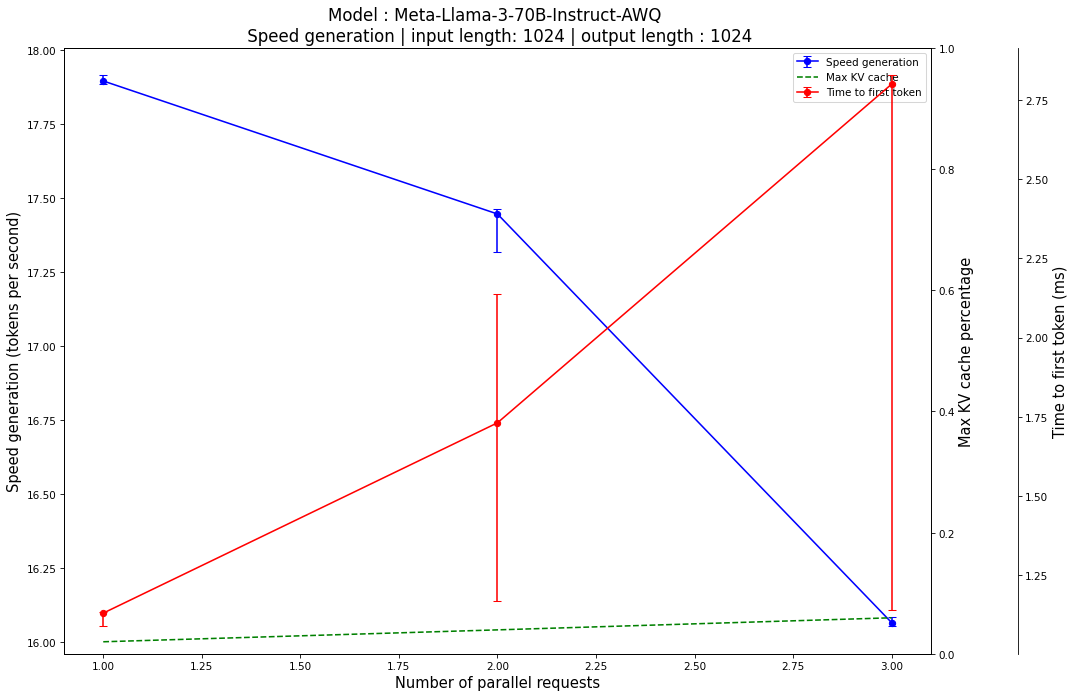 Model : Meta-Llama-3-70B-Instruct-AWQ
Speed generation | input length: 1024 | output length : 1024
Speed generation
Max KV cache
Time to first token
Speed generation (tokens per second)
18.00
17.75
17.50
17.25
17.00
16.75
16.50
16.25
16.00
1.00 1.25 1.50 1.75 2.00 2.25 2.50 2.75 3.00
Number of parallel requests
1.0
0.8
0.6
0.4
0.2
0.0
Max KV cache percentage
2.75
2.50
2.25
2.00
1.75
1.50
1.25
Time to first token (ms)